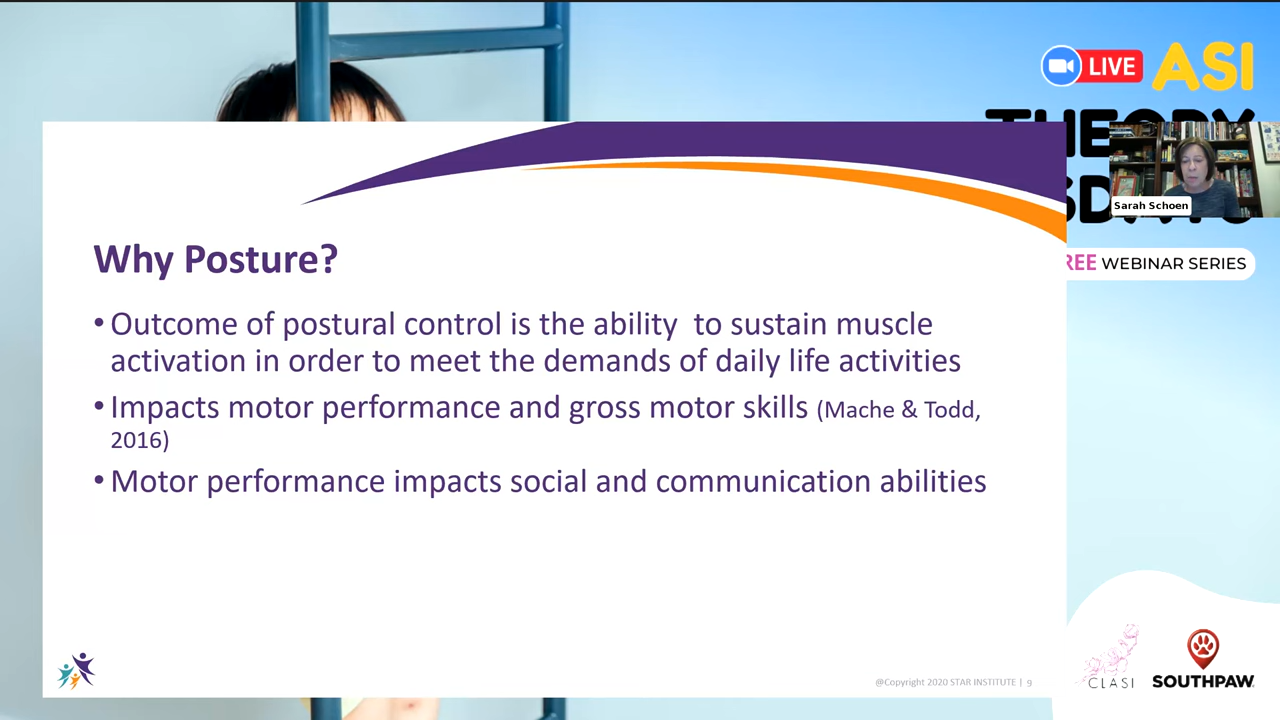 LIVE ASI
Sarah Schoen
WEBINAR SERIES
Why Posture?
• Outcome of postural control is the ability  to sustain muscle
activation in order to meet the demands of daily life activities
• Impacts motor performance and gross motor skills (Mache & Todd,
2016)
• Motor performance impacts social and communication abilities
@Copyright 2020 STAR INSTITUTE | 9
CLASI
SOUTHPAW